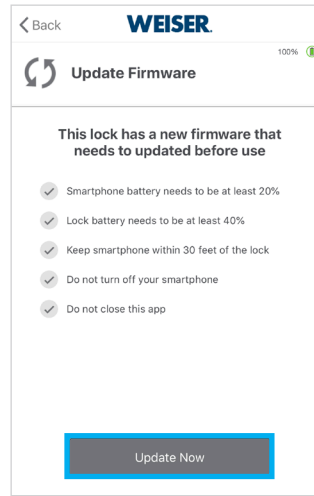 Back
WEISER.
100%
Update Firmware
This lock has a new firmware that
needs to updated before use
Smartphone battery needs to be at least 20%
Lock battery needs to be at least 40%
Keep smartphone within 30 feet of the lock
Do not turn off your smartphone
Do not close this app
Update Now